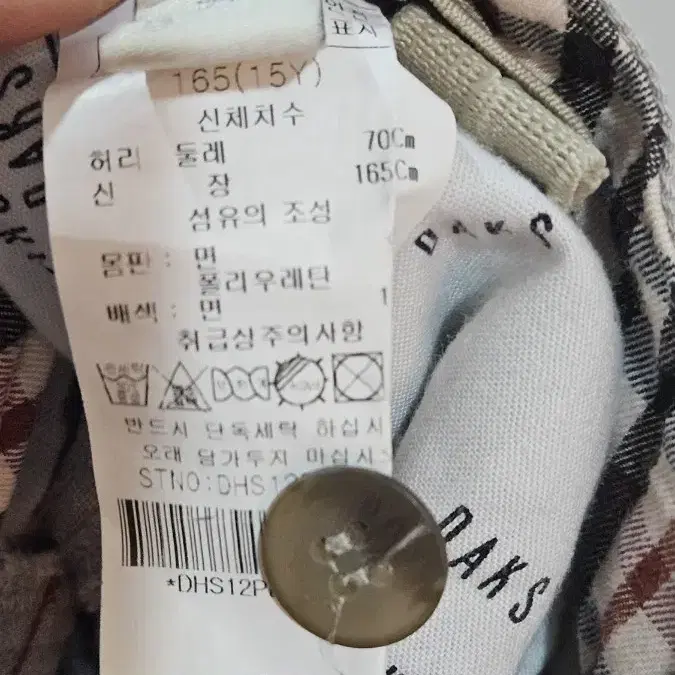 표시
165(15Y)
신체치수
허리 둘레 70Cm
신 장 165Cm
섬유의 조성
몸판 : 면
폴리우레탄
배색 : 면 1
취급상주의사항
반드시 단독세탁 하십시
오래 담가두지 마십시
STNO:DHS12
*DHS12P
DAKS
DAKS